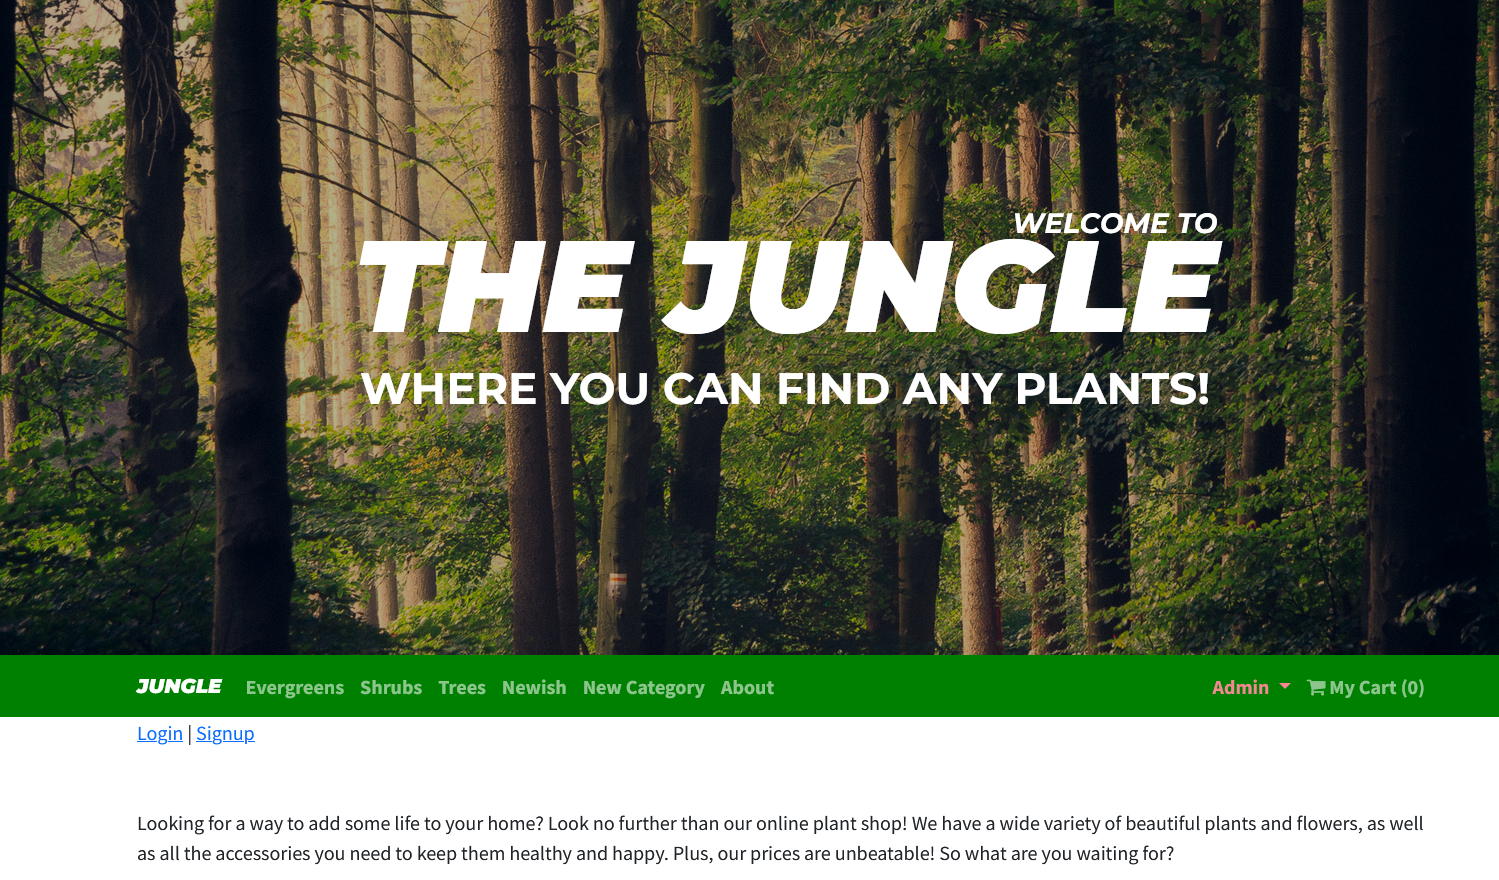 WELCOME TO
THE JUNGLE
WHERE YOU CAN FIND ANY PLANTS!
JUNGLE Evergreens Shrubs Trees Newish New Category About Admin My Cart (0)
Login | Signup
Looking for a way to add some life to your home? Look no further than our online plant shop! We have a wide variety of beautiful plants and flowers, as well
as all the accessories you need to keep them healthy and happy. Plus, our prices are unbeatable! So what are you waiting for?